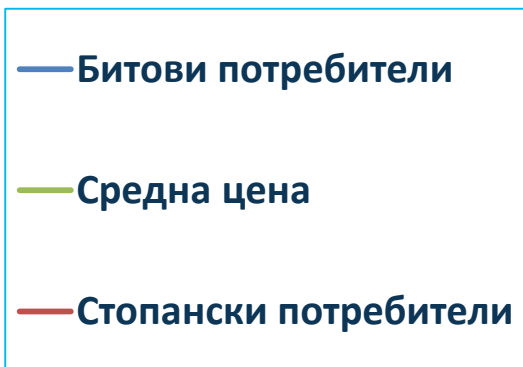 Битови потребители
Средна цена
Стопански потребители